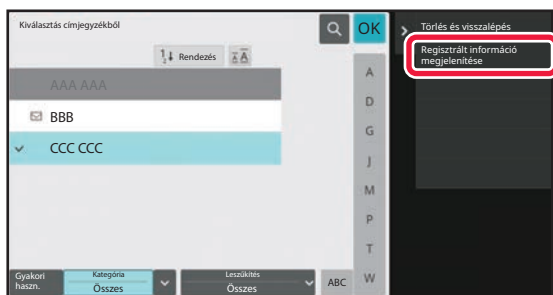 Kiválasztás címjegyzékből
OK
Törlés és visszalépés
Regisztrált információ
megjelenítése
Rendezés
AAA AAA
BBB
CCC CCC
A
D
G
J
M
P
T
W
Gyakori
haszn.
Kategória
Összes
Leszűkítés
Összes
ABC